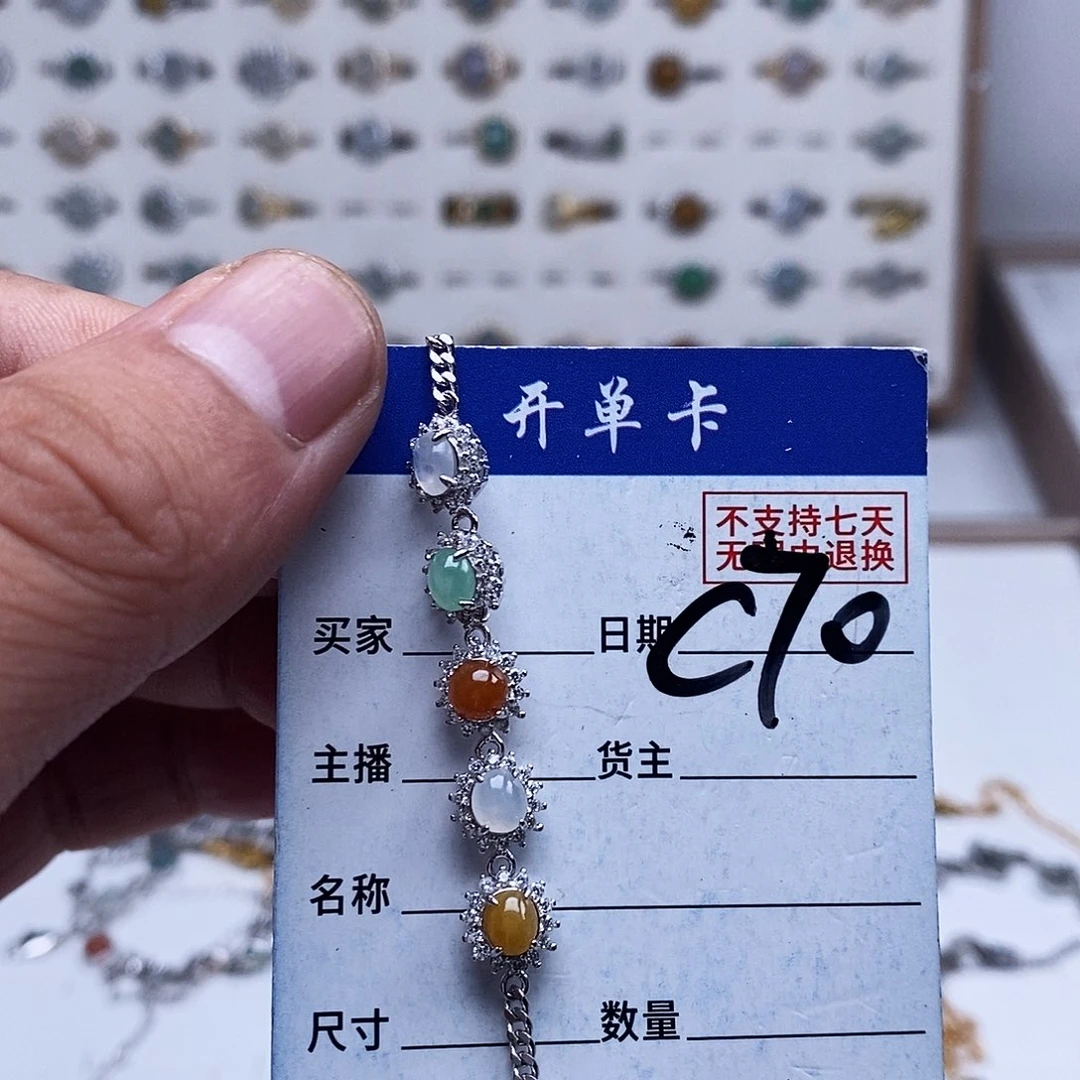 开单卡
不支持七天
无理由退换
C70
买家 日期
主播 货主
名称
尺寸 数量